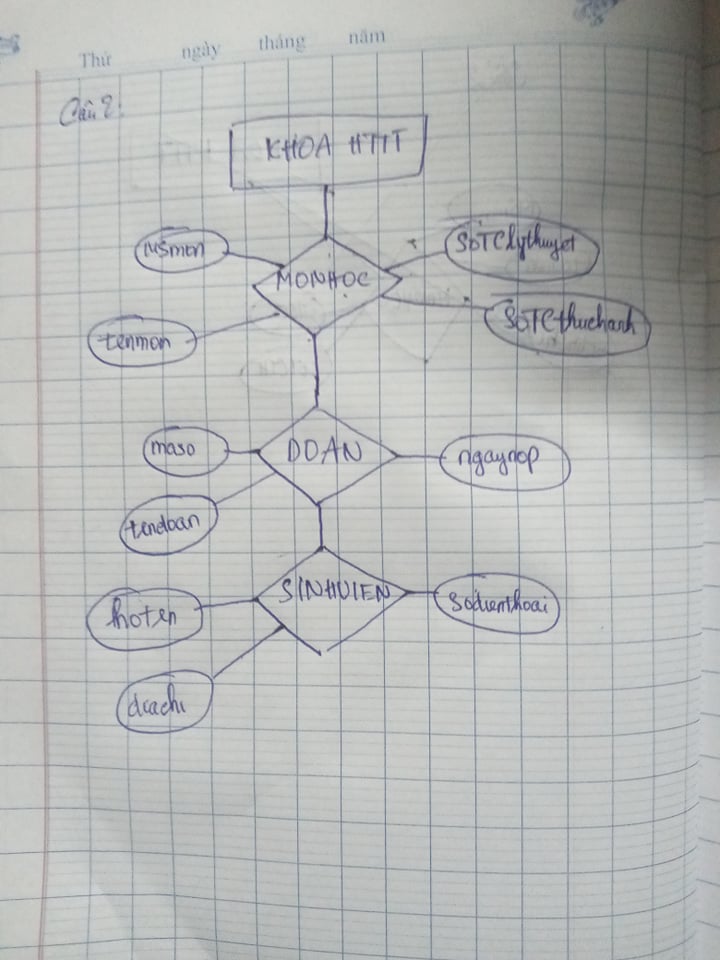 Thứ ngày tháng năm
Câu 2:
KHOA HTTT
msmon
SOTClythuyet
MONHOC
SOTCthuchanh
tenmon
maso
DOAN
ngaynop
tendoan
SINHVIEN
hoten
sodienthoai
diachi